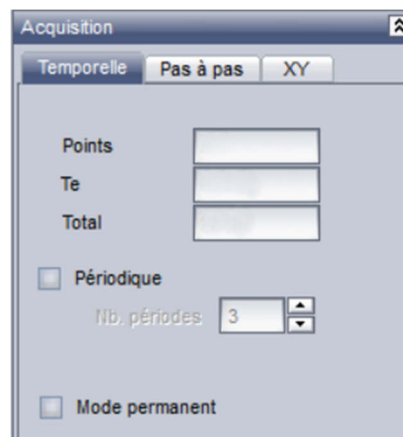 Acquisition
Temporelle Pas à pas XY
Points
Te
Total
Périodique
Nb. périodes 3
Mode permanent